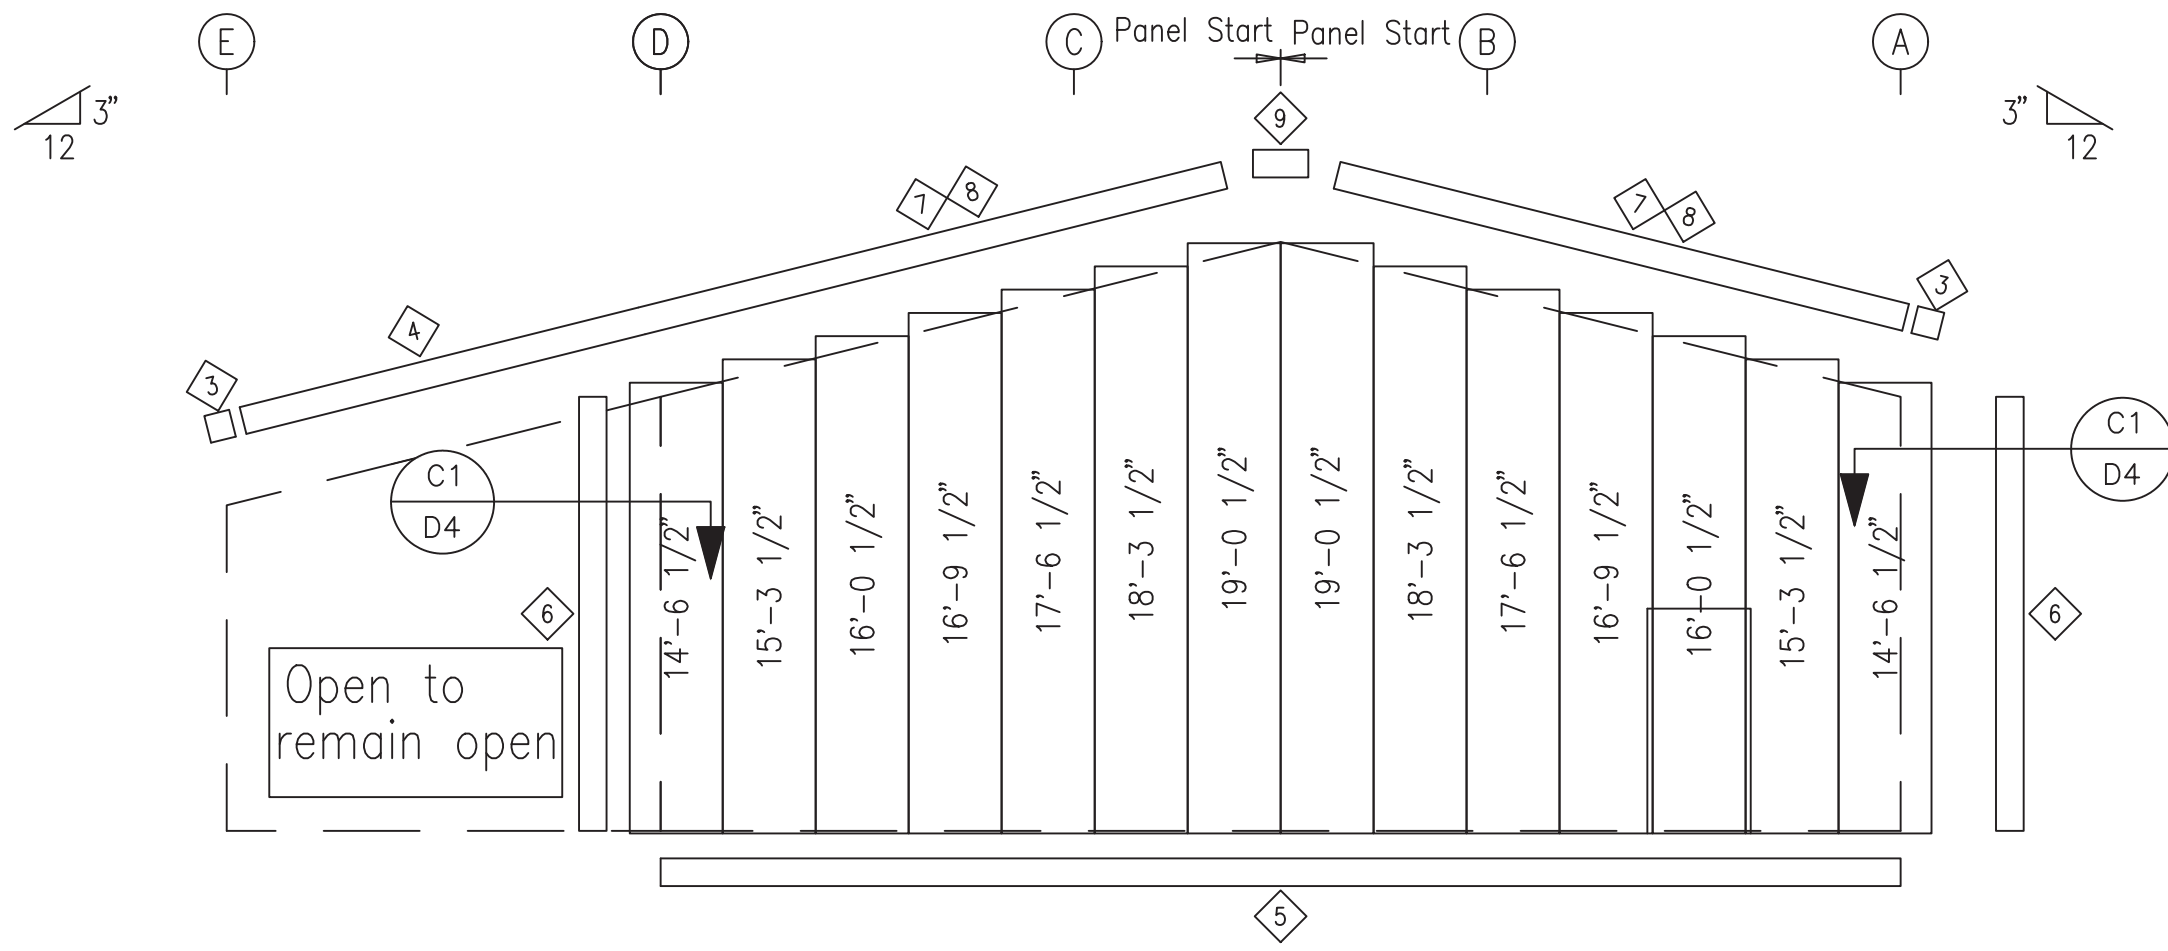 E
D
C
Panel Start
Panel Start
B
A
3”
12
3”
12
9
7
8
7
8
4
3
3
C1
D4
C1
D4
14’-6 1/2”
15’-3 1/2”
16’-0 1/2”
16’-9 1/2”
17’-6 1/2”
18’-3 1/2”
19’-0 1/2”
19’-0 1/2”
18’-3 1/2”
17’-6 1/2”
16’-9 1/2”
16’-0 1/2”
15’-3 1/2”
14’-6 1/2”
6
6
Open to
remain open
5